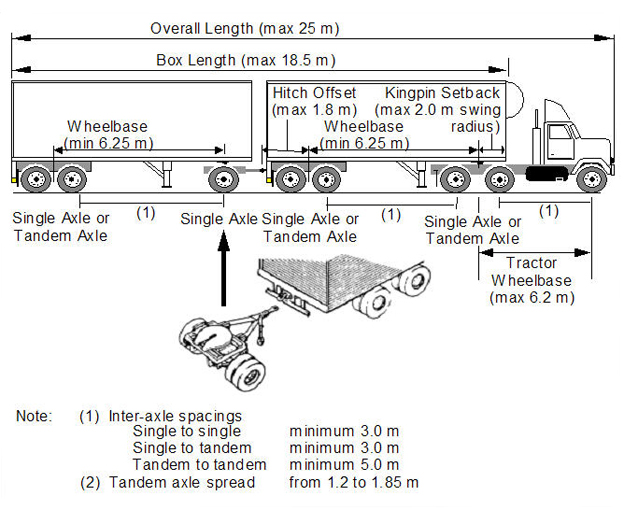 Overall Length (max 25 m)
Box Length (max 18.5 m)
Hitch Offset
(max 1.8 m)
Kingpin Setback
(max 2.0 m swing
radius)
Wheelbase
(min 6.25 m)
Wheelbase
(min 6.25 m)
(1)
(1)
(1)
Single Axle or
Tandem Axle
Single Axle
Single Axle or
Tandem Axle
Single Axle or
Tandem Axle
Tractor
Wheelbase
(max 6.2 m)
Note: (1) Inter-axle spacings
Single to single minimum 3.0 m
Single to tandem minimum 3.0 m
Tandem to tandem minimum 5.0 m
(2) Tandem axle spread from 1.2 to 1.85 m